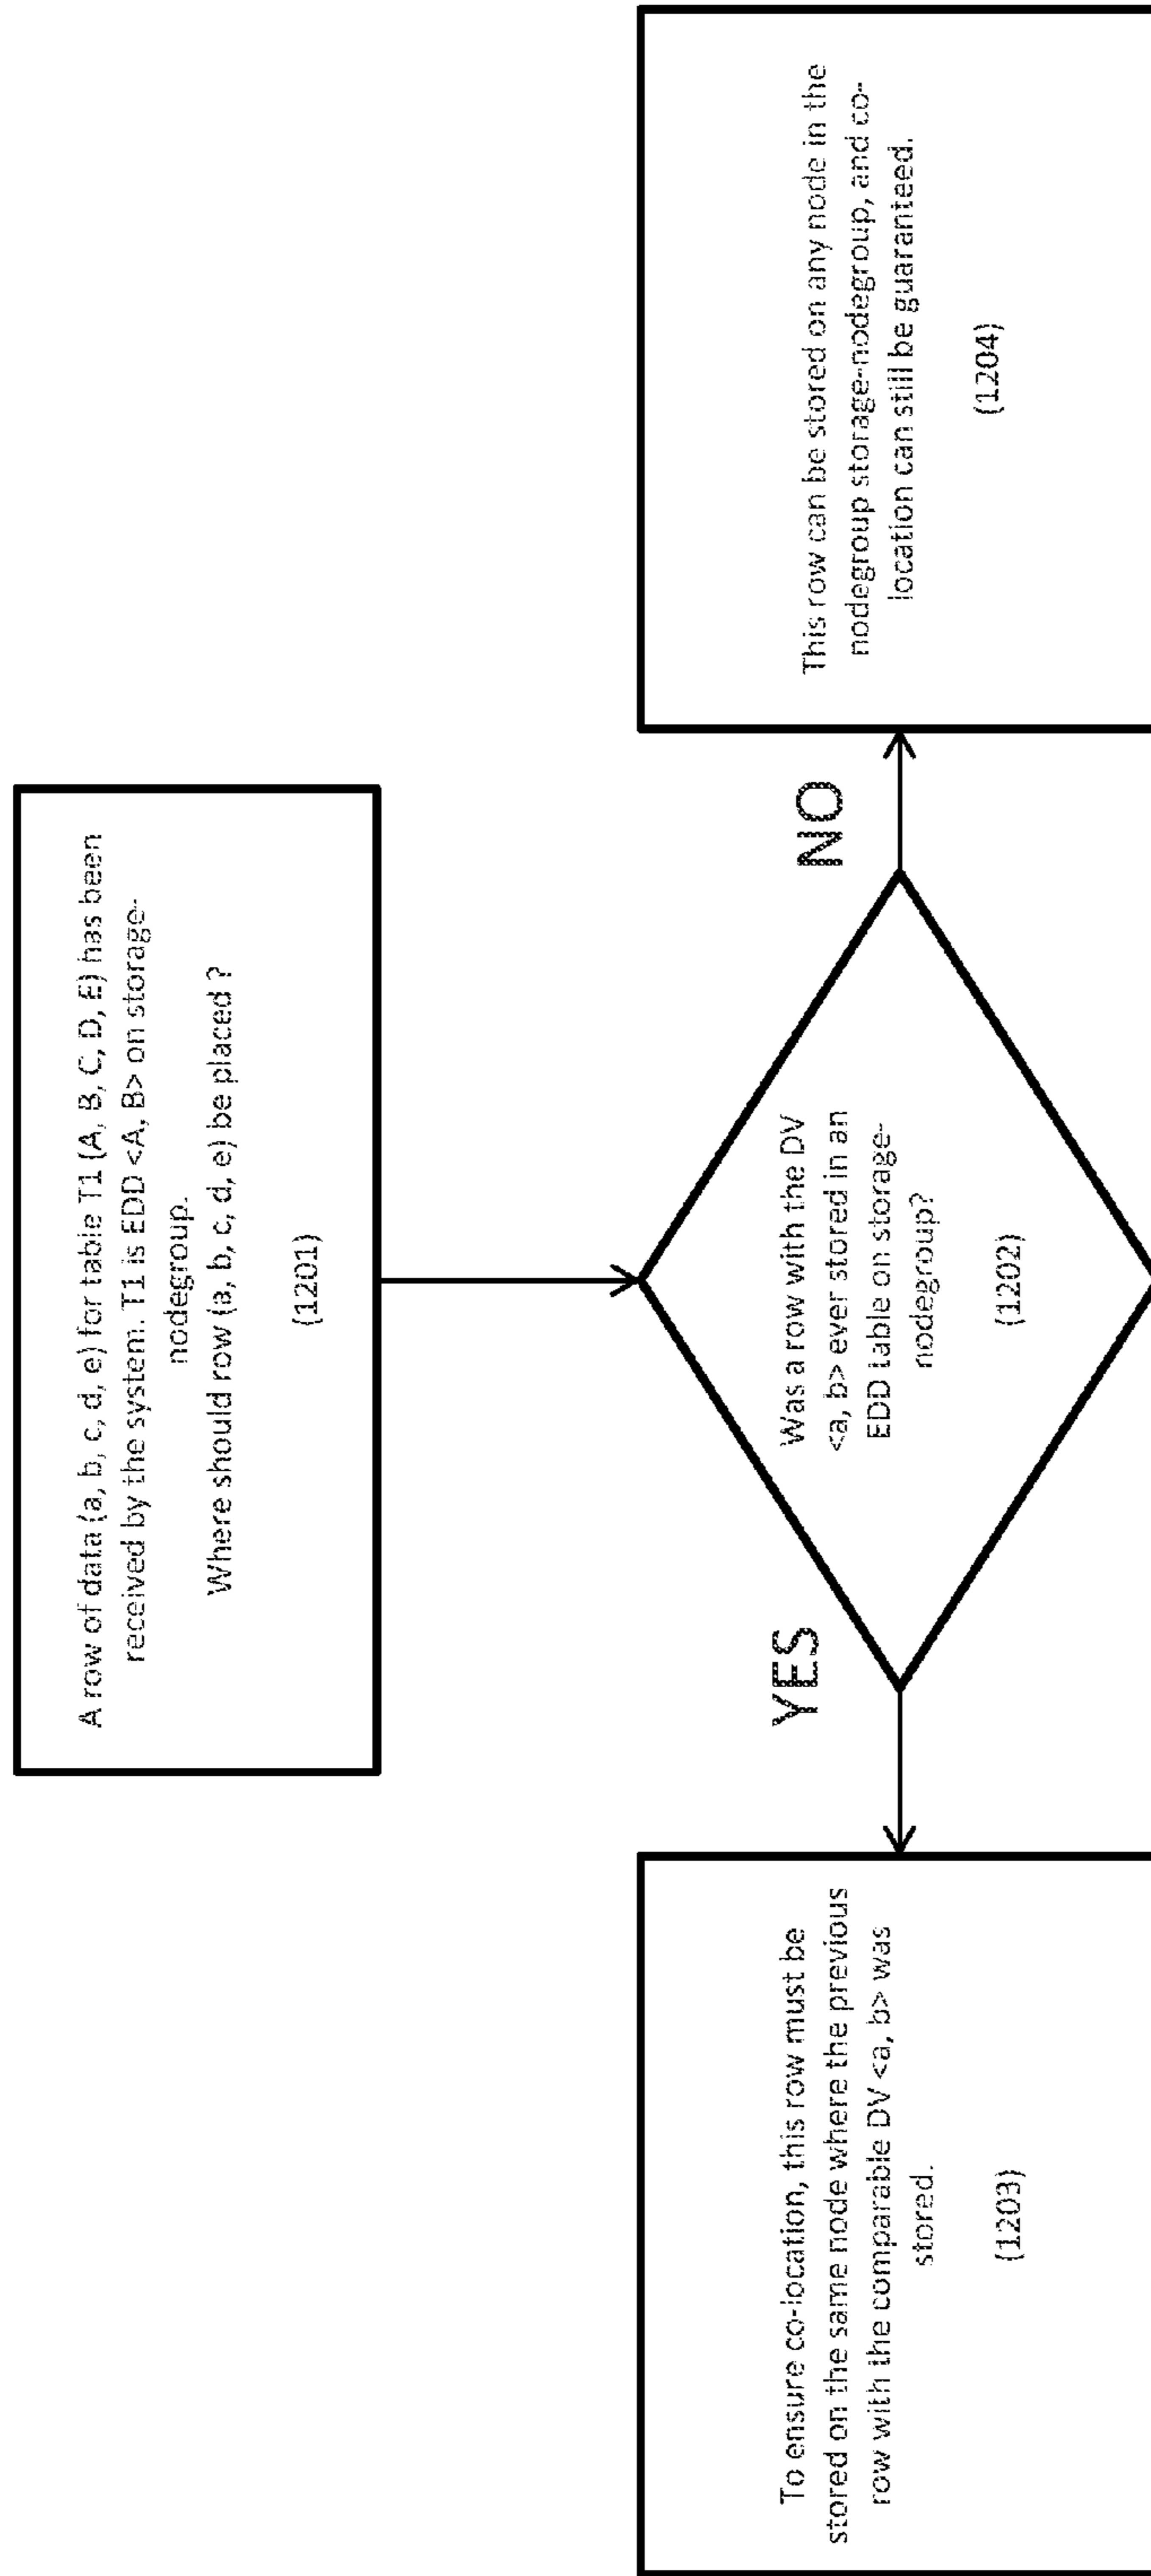 A row of data (a, b, c, d, e) for table T1 (A, B, C, D, E) has been
received by the system. T1 is EDD <A, B> on storage-
nodegroup.
Where should row (a, b, c, d, e) be placed ?
(1201)
Was a row with the DV
<a, b> ever stored in an
EDD table on storage-
nodegroup?
(1202)
YES
NO
To ensure co-location, this row must be
stored on the same node where the previous
row with the comparable DV <a, b> was
stored.
(1203)
This row can be stored on any node in the
nodegroup storage-nodegroup, and co-
location can still be guaranteed.
(1204)